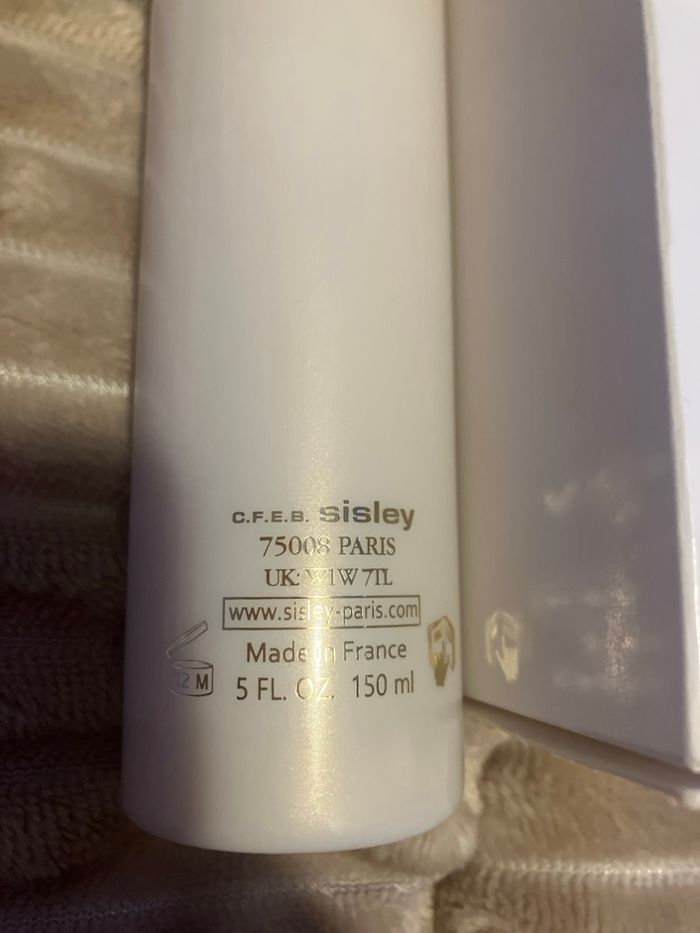 C.F.E.B. sisley
75008 PARIS
UK: W1W 7TL
www.sisley-paris.com
Made in France
12 M
5 FL. OZ. 150 ml